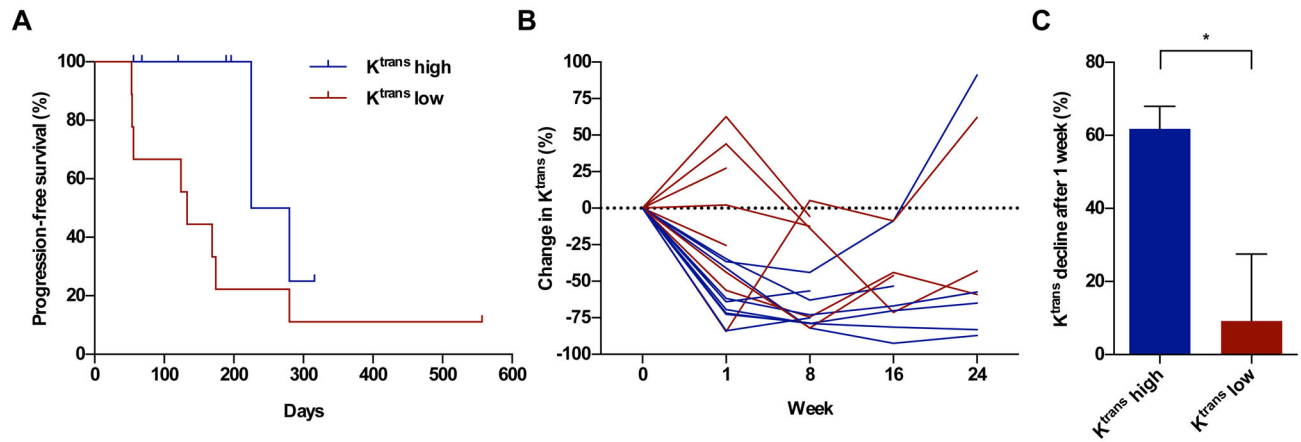 A
B
C
Progression-free survival (%)
100
80
60
40
20
0
0 100 200 300 400 500 600
Days
Ktrans high
Ktrans low
Change in Ktrans (%)
100
75
50
25
0
-25
-50
-75
-100
0 1 8 16 24
Week
Ktrans decline after 1 week (%)
80
60
40
20
0
*
Ktrans high
Ktrans low